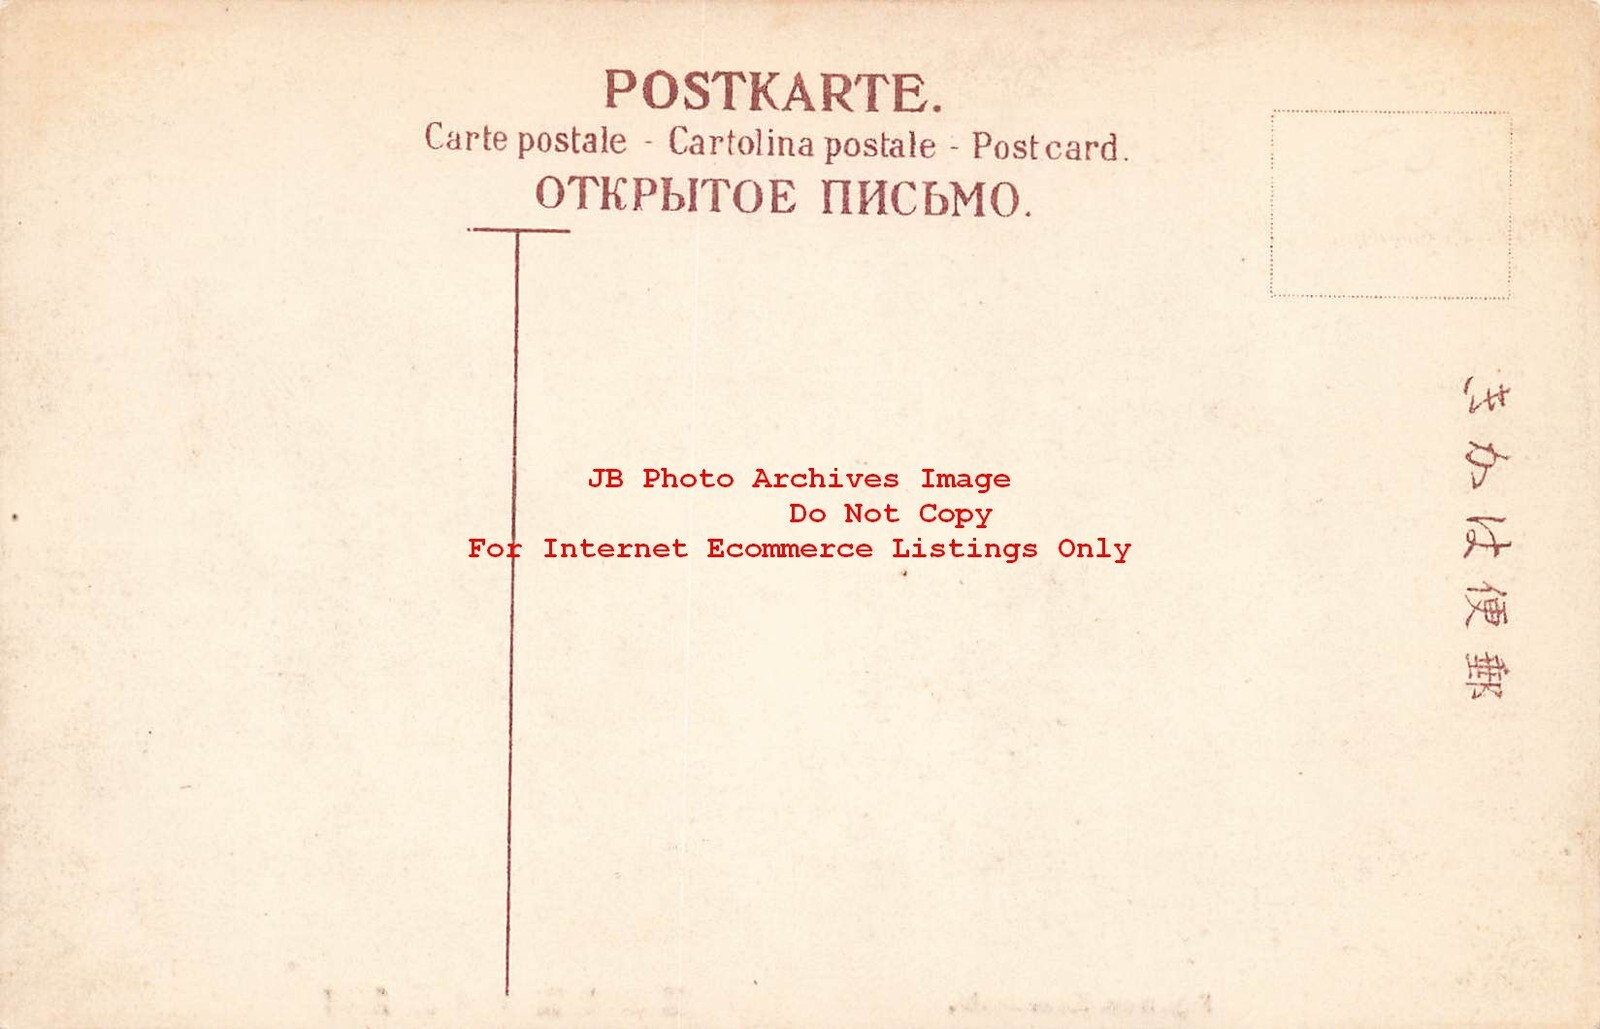 POSTKARTE.
Carte postale - Cartolina postale - Postcard.
ОТКРЫТОЕ ПИСЬМО.
JB Photo Archives Image
Do Not Copy
For Internet Ecommerce Listings Only
郵便はかき